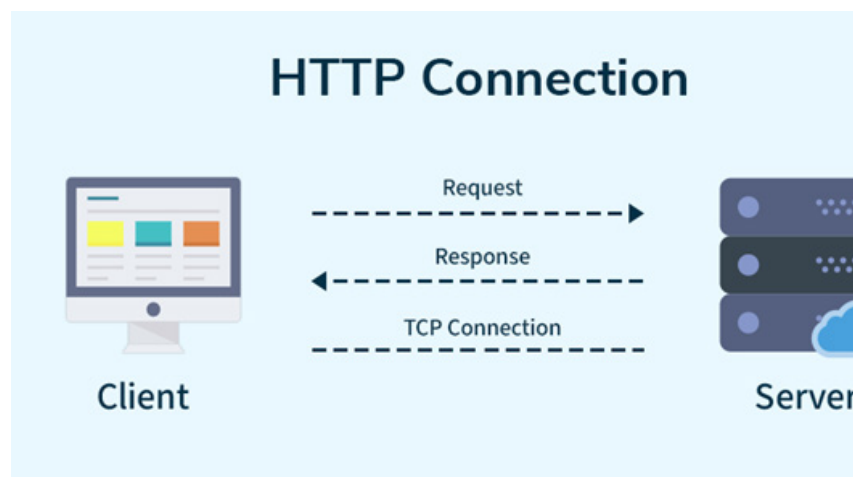 HTTP Connection
Request
Response
TCP Connection
Client
Server